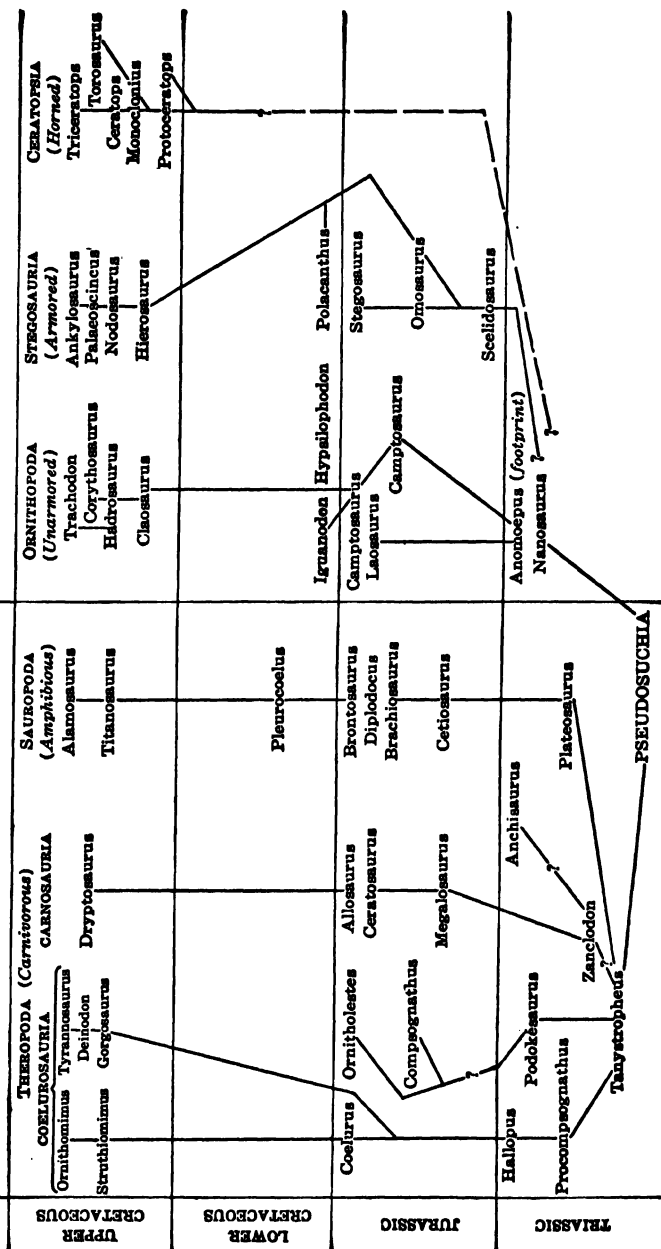 THEROPODA (Carnivorous)
COELUROSAURIA
CARNOSAURIA
SAUROPODA
(Amphibious)
ORNITHOPODA
(Unarmored)
STEGOSAURIA
(Armored)
CERATOPSIA
(Horned)
UPPER
CRETACEOUS
Ornithomimus
Struthiomimus
Tyrannosaurus
Deinodon
Gorgosaurus
Dryptosaurus
Alamosaurus
Titanosaurus
Trachodon
Corythosaurus
Hadrosaurus
Claosaurus
Ankylosaurus
Palaeoscincus
Nodosaurus
Hierosaurus
Triceratops
Torosaurus
Ceratops
Monoclonius
Protoceratops
LOWER
CRETACEOUS
Pleurocoelus
Iguanoden
Hypsilophodon
Polacanthus
?
JURASSIC
Coelurus
Ornitholestes
Compsognathus
?
Allosaurus
Ceratosaurus
Megalosaurus
Brontosaurus
Diplodocus
Brachiosaurus
Cetiosaurus
Camptosaurus
Laosaurus
Camptosaurus
Stegosaurus
Omosaurus
Scelidosaurus
TRIASSIC
Hallopus
Procompsognathus
Podokesaurus
Tanystropheus
Zanclodon
?
?
Anchisaurus
Plateosaurus
Anomoepus (footprint)
Nanosaurus
?
?
PSEUDOSUCHIA